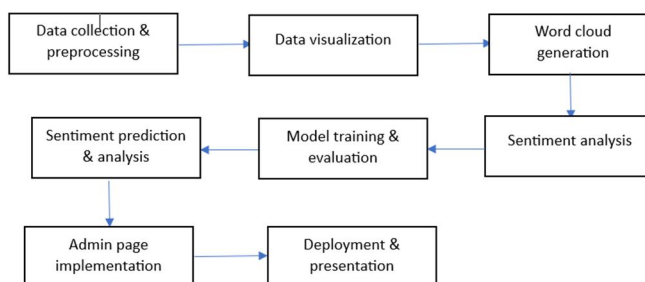 Data collection &
preprocessing
Data visualization
Word cloud
generation
Sentiment prediction
& analysis
Model training &
evaluation
Sentiment analysis
Admin page
implementation
Deployment &
presentation